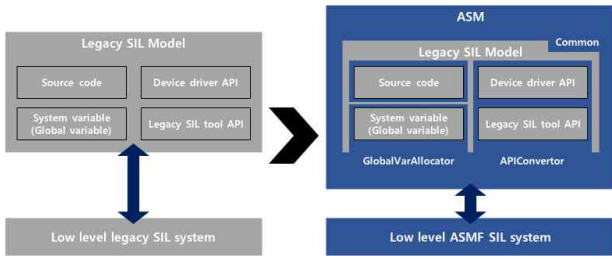 Legacy SIL Model
Source code
Device driver API
System variable
(Global variable)
Legacy SIL tool API
Low level legacy SIL system
ASM
Common
Legacy SIL Model
Source code
Device driver API
System variable
(Global variable)
Legacy SIL tool API
GlobalVarAllocator
APIConvertor
Low level ASMF SIL system